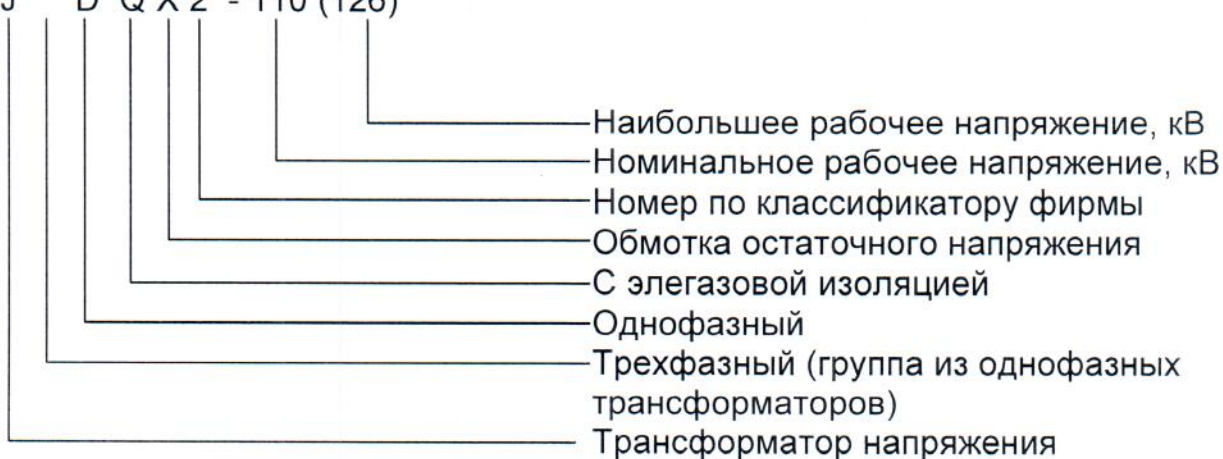 J D Q X 2 - 110 (126)
Наибольшее рабочее напряжение, кВ
Номинальное рабочее напряжение, кВ
Номер по классификатору фирмы
Обмотка остаточного напряжения
С элегазовой изоляцией
Однофазный
Трехфазный (группа из однофазных
трансформаторов)
Трансформатор напряжения